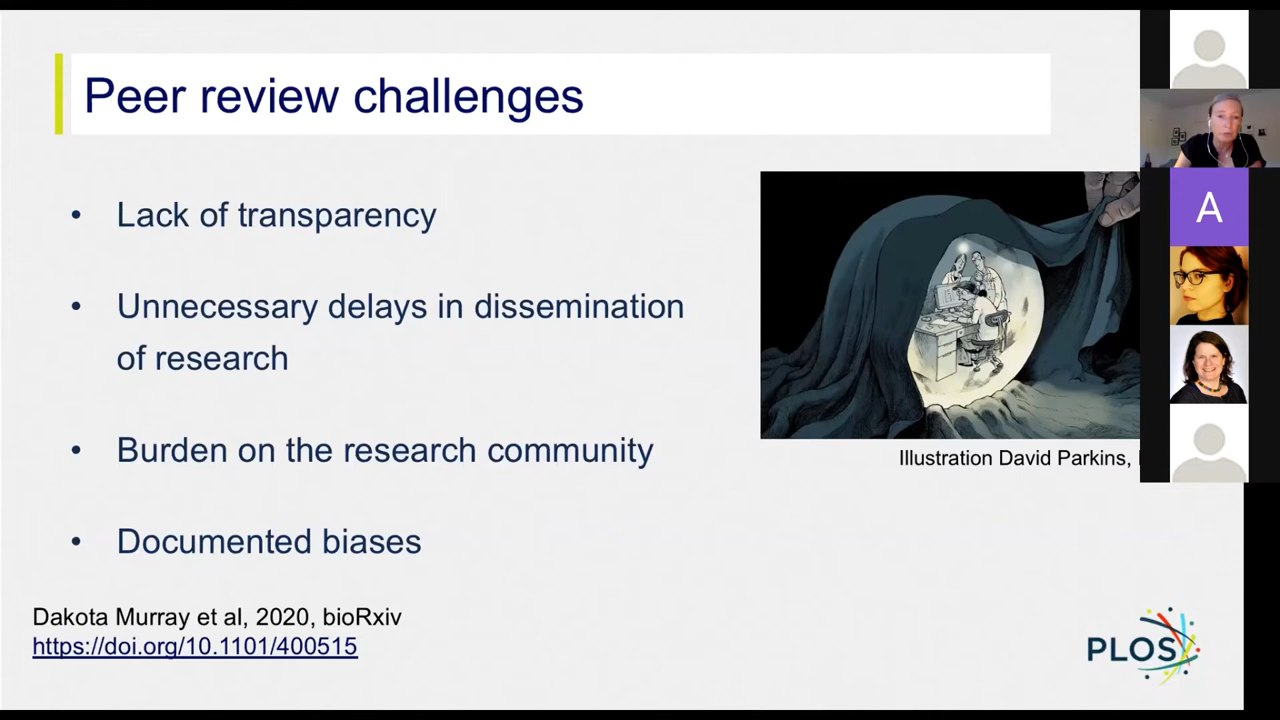 Peer review challenges
• Lack of transparency
• Unnecessary delays in dissemination
of research
• Burden on the research community
• Documented biases
Illustration David Parkins,
Dakota Murray et al, 2020, bioRxiv
https://doi.org/10.1101/400515
PLOS
A